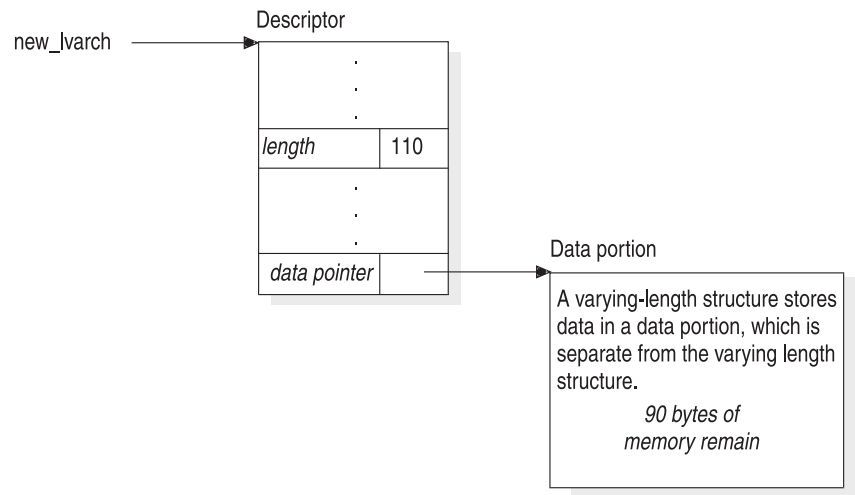 Descriptor
new_lvarch
.
.
.
length 110
.
.
.
data pointer
Data portion
A varying-length structure stores
data in a data portion, which is
separate from the varying length
structure.
90 bytes of
memory remain